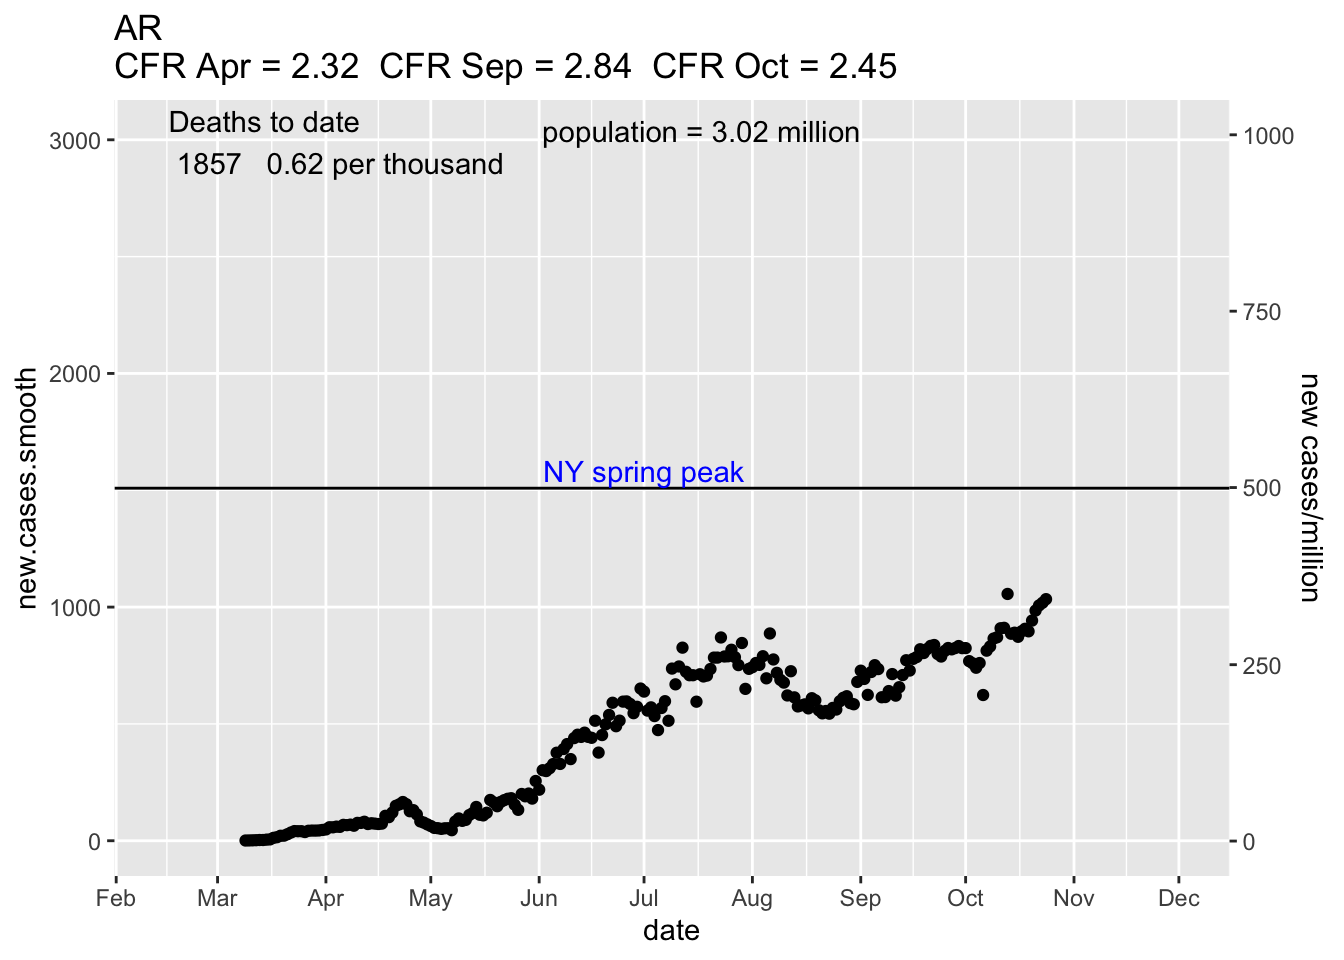 AR
CFR Apr = 2.32  CFR Sep = 2.84  CFR Oct = 2.45
Deaths to date
1857   0.62 per thousand
population = 3.02 million
NY spring peak
new.cases.smooth
3000
2000
1000
0
new cases/million
1000
750
500
250
0
Feb Mar Apr May Jun Jul Aug Sep Oct Nov Dec
date